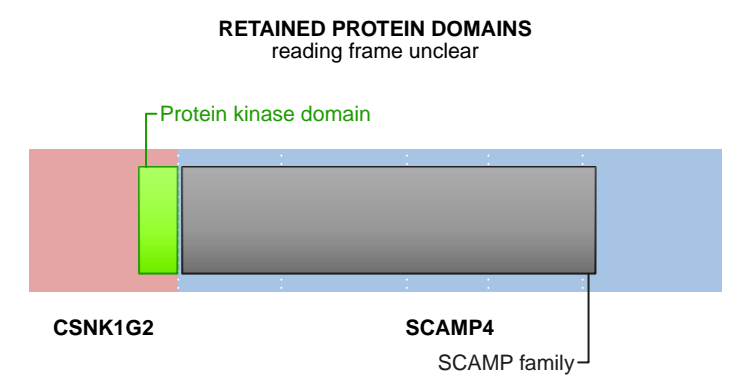 RETAINED PROTEIN DOMAINS
reading frame unclear
Protein kinase domain
CSNK1G2
SCAMP4
SCAMP family